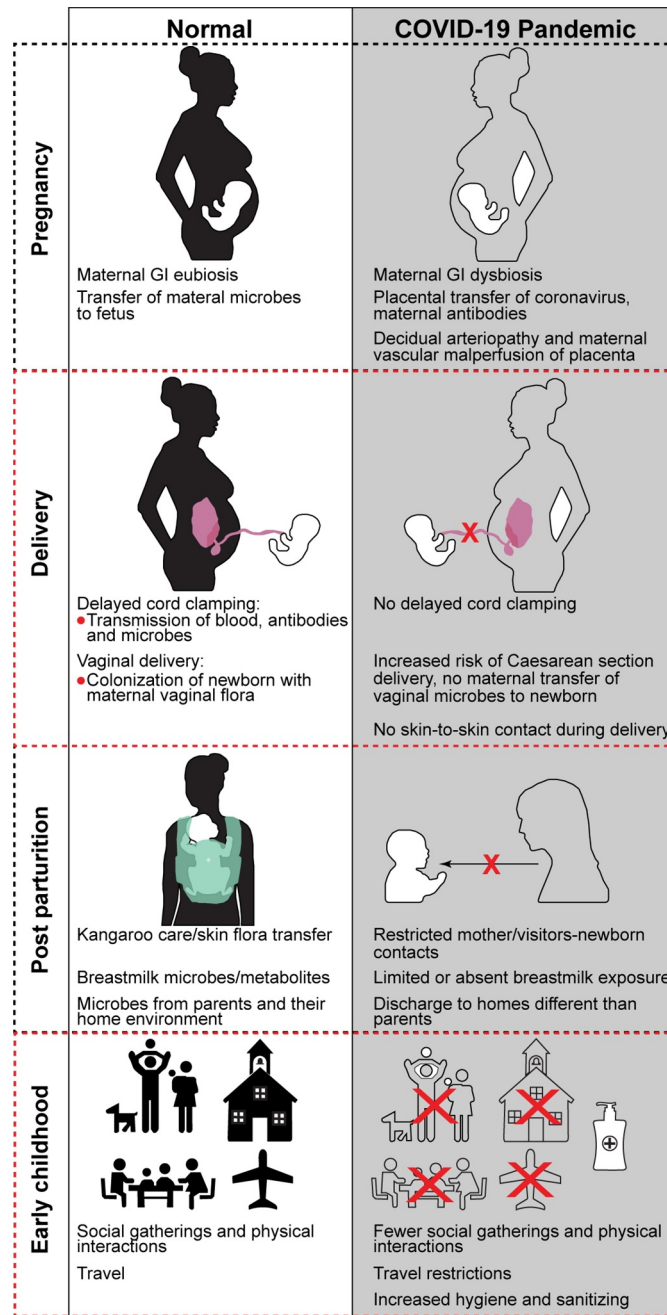 Normal
COVID-19 Pandemic
Pregnancy
Maternal GI eubiosis
Transfer of materal microbes
to fetus
Maternal GI dysbiosis
Placental transfer of coronavirus,
maternal antibodies
Decidual arteriopathy and maternal
vascular malperfusion of placenta
Delivery
Delayed cord clamping:
•Transmission of blood, antibodies
and microbes
Vaginal delivery:
•Colonization of newborn with
maternal vaginal flora
X
No delayed cord clamping
Increased risk of Caesarean section
delivery, no maternal transfer of
vaginal microbes to newborn
No skin-to-skin contact during delivery
Post parturition
Kangaroo care/skin flora transfer
Breastmilk microbes/metabolites
Microbes from parents and their
home environment
X
Restricted mother/visitors-newborn
contacts
Limited or absent breastmilk exposure
Discharge to homes different than
parents
Early childhood
Social gatherings and physical
interactions
Travel
Fewer social gatherings and physical
interactions
Travel restrictions
Increased hygiene and sanitizing